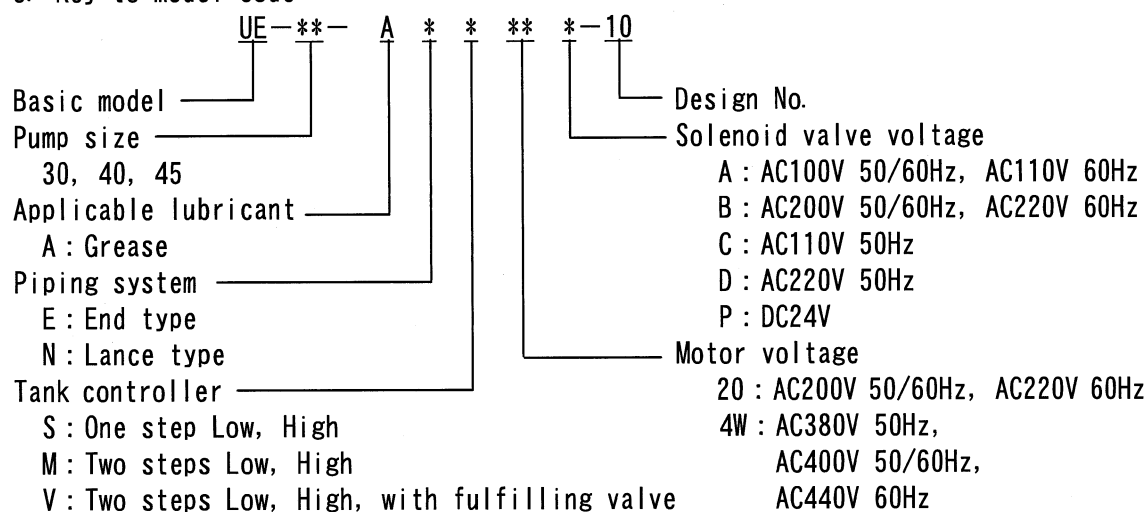 UE-**- A * * ** *-10
Basic model
Pump size
30, 40, 45
Applicable lubricant
A : Grease
Piping system
E : End type
N : Lance type
Tank controller
S : One step Low, High
M : Two steps Low, High
V : Two steps Low, High, with fulfilling valve
Design No.
Solenoid valve voltage
A : AC100V 50/60Hz, AC110V 60Hz
B : AC200V 50/60Hz, AC220V 60Hz
C : AC110V 50Hz
D : AC220V 50Hz
P : DC24V
Motor voltage
20 : AC200V 50/60Hz, AC220V 60Hz
4W : AC380V 50Hz,
AC400V 50/60Hz,
AC440V 60Hz